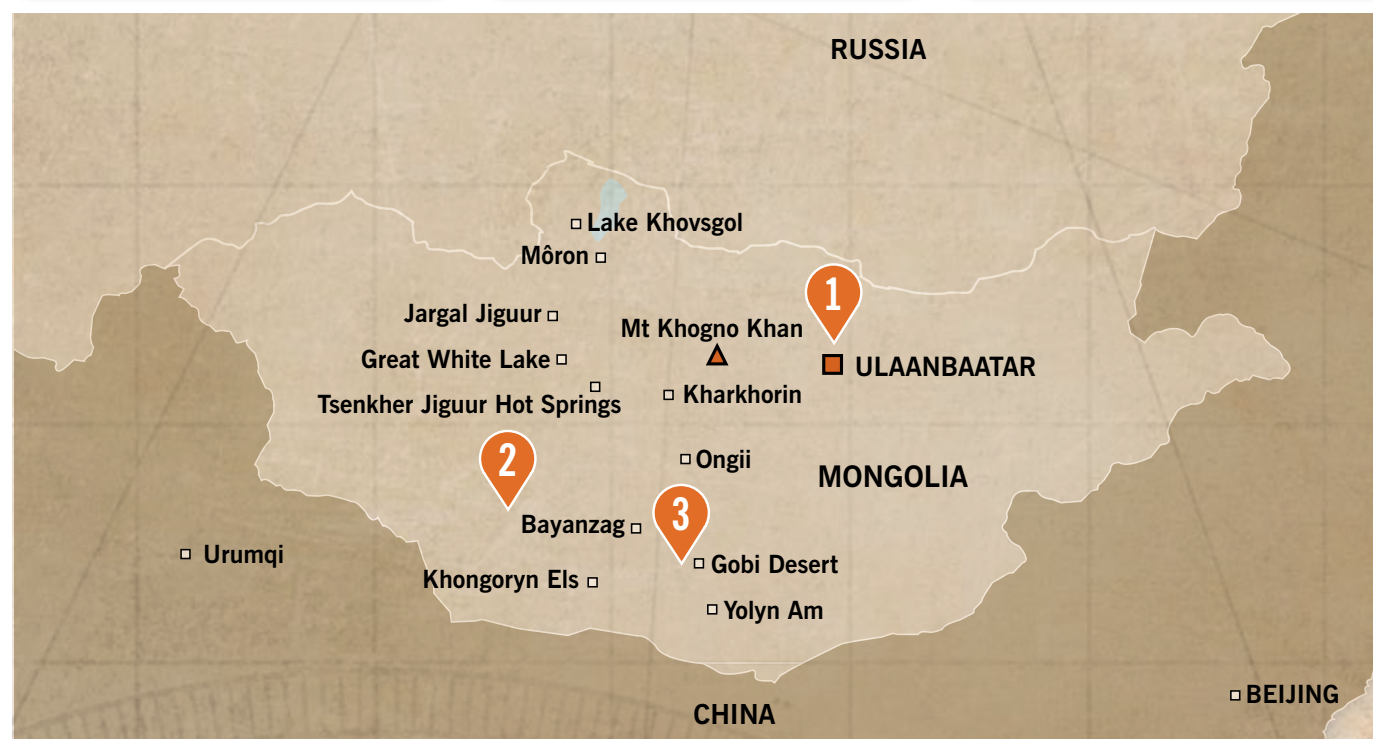 RUSSIA
Lake Khovsgol
Môron
1
Jargal Jiguur
Mt Khogno Khan
Great White Lake
ULAANBAATAR
Tsenkher Jiguur Hot Springs
Kharkhorin
2
Ongii
MONGOLIA
3
Bayanzag
Urumqi
Gobi Desert
Khongoryn Els
Yolyn Am
BEIJING
CHINA